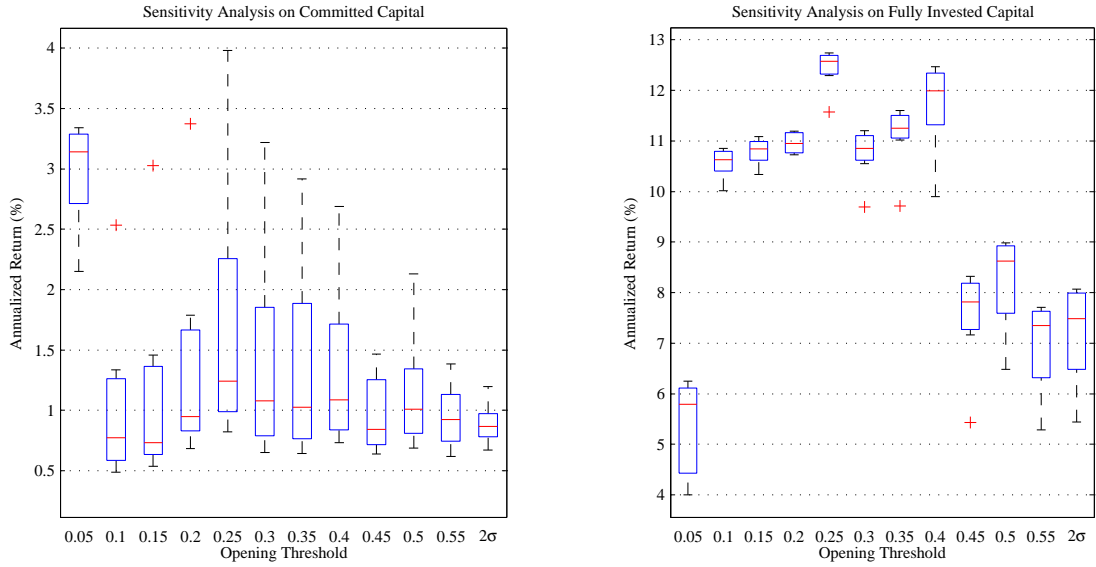 Sensitivity Analysis on Committed Capital
Annualized Return (%)
4
3.5
3
2.5
2
1.5
1
0.5
0.05 0.1 0.15 0.2 0.25 0.3 0.35 0.4 0.45 0.5 0.55 2σ
Opening Threshold
Sensitivity Analysis on Fully Invested Capital
Annualized Return (%)
13
12
11
10
9
8
7
6
5
4
0.05 0.1 0.15 0.2 0.25 0.3 0.35 0.4 0.45 0.5 0.55 2σ
Opening Threshold